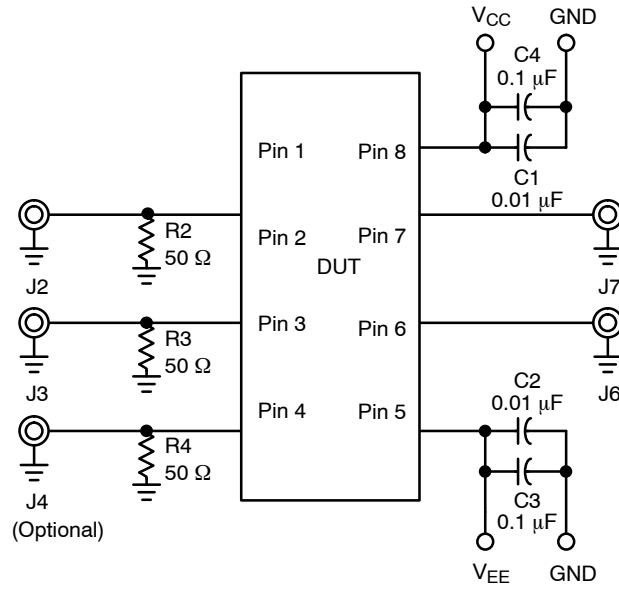 VCC GND
C4
0.1 μF
Pin 1 Pin 8
C1
0.01 μF
R2
50 Ω
Pin 2 Pin 7
DUT
J2 J7
Pin 3 Pin 6
R3
50 Ω
J3 J6
C2
0.01 μF
Pin 4 Pin 5
R4
50 Ω
J4
(Optional)
C3
0.1 μF
VEE GND